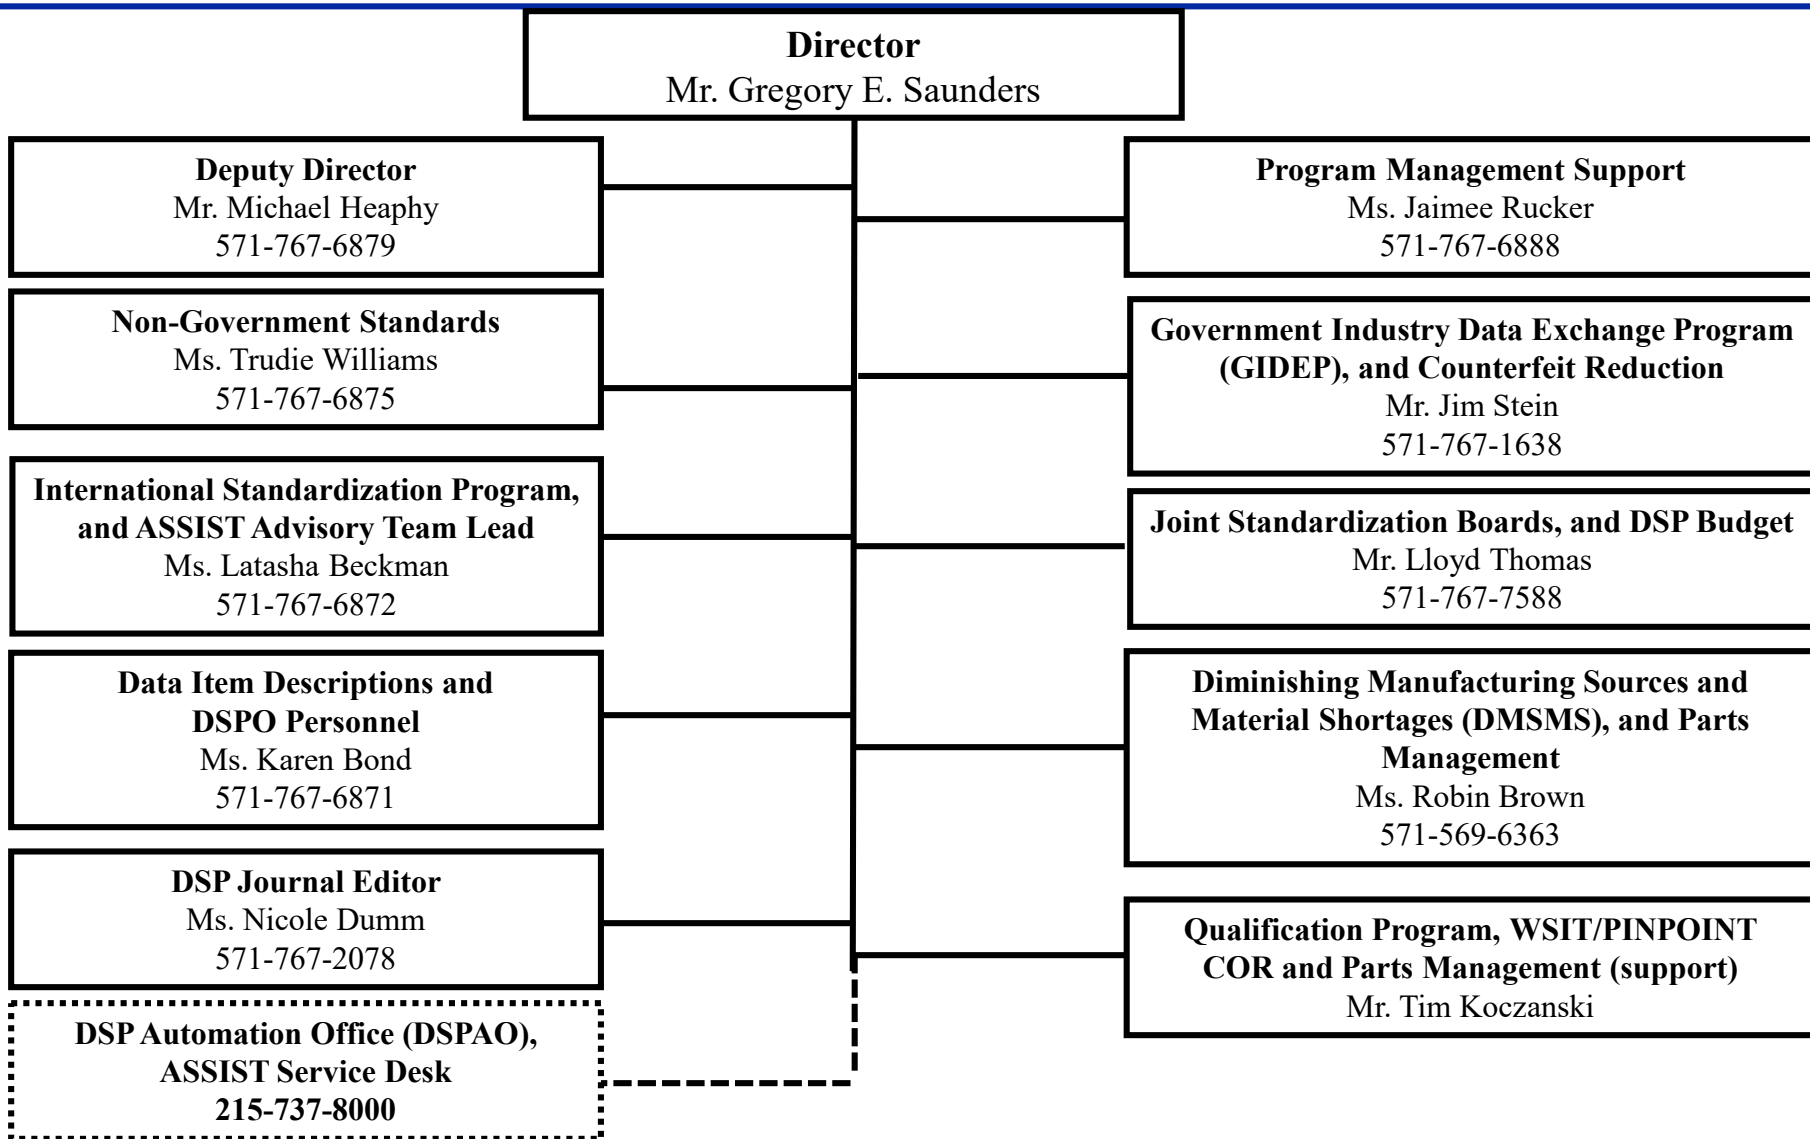 Director
Mr. Gregory E. Saunders
Deputy Director
Mr. Michael Heaphy
571-767-6879
Non-Government Standards
Ms. Trudie Williams
571-767-6875
International Standardization Program,
and ASSIST Advisory Team Lead
Ms. Latasha Beckman
571-767-6872
Data Item Descriptions and
DSPO Personnel
Ms. Karen Bond
571-767-6871
DSP Journal Editor
Ms. Nicole Dumm
571-767-2078
DSP Automation Office (DSPAO),
ASSIST Service Desk
215-737-8000
Program Management Support
Ms. Jaimee Rucker
571-767-6888
Government Industry Data Exchange Program
(GIDEP), and Counterfeit Reduction
Mr. Jim Stein
571-767-1638
Joint Standardization Boards, and DSP Budget
Mr. Lloyd Thomas
571-767-7588
Diminishing Manufacturing Sources and
Material Shortages (DMSMS), and Parts
Management
Ms. Robin Brown
571-569-6363
Qualification Program, WSIT/PINPOINT
COR and Parts Management (support)
Mr. Tim Koczanski